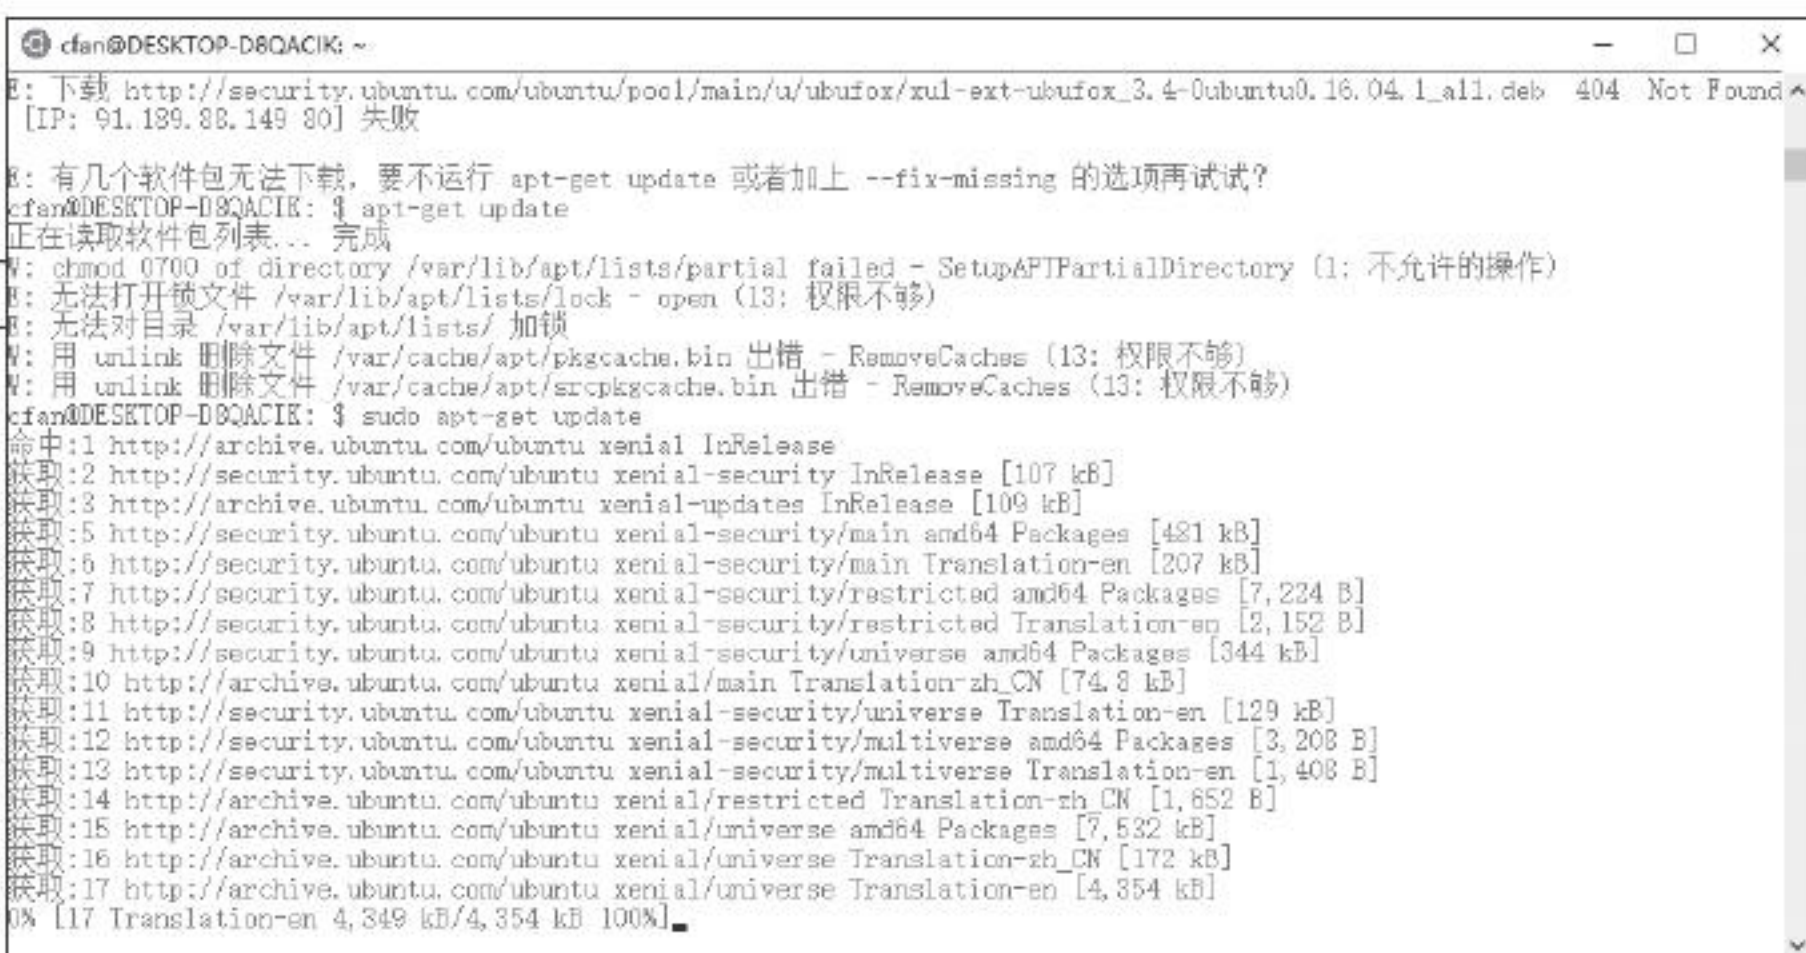 cfan@DESKTOP-D8QACIK: ~
E: 下载 http://security.ubuntu.com/ubuntu/pool/main/u/ubufox/xul-ext-ubufox_3.4-0ubuntu0.16.04.1_all.deb  404  Not Found
[IP: 91.189.88.149 80] 失败
E: 有几个软件包无法下载，要不运行 apt-get update 或者加上 --fix-missing 的选项再试试？
cfan@DESKTOP-D8QACIK: $ apt-get update
正在读取软件包列表... 完成
W: chmod 0700 of directory /var/lib/apt/lists/partial failed - SetupAPTPartialDirectory (1: 不允许的操作)
E: 无法打开锁文件 /var/lib/apt/lists/lock - open (13: 权限不够)
E: 无法对目录 /var/lib/apt/lists/ 加锁
W: 用 unlink 删除文件 /var/cache/apt/pkgcache.bin 出错 - RemoveCaches (13: 权限不够)
W: 用 unlink 删除文件 /var/cache/apt/srcpkgcache.bin 出错 - RemoveCaches (13: 权限不够)
cfan@DESKTOP-D8QACIK: $ sudo apt-get update
命中:1 http://archive.ubuntu.com/ubuntu xenial InRelease
获取:2 http://security.ubuntu.com/ubuntu xenial-security InRelease [107 kB]
获取:3 http://archive.ubuntu.com/ubuntu xenial-updates InRelease [109 kB]
获取:5 http://security.ubuntu.com/ubuntu xenial-security/main amd64 Packages [481 kB]
获取:6 http://security.ubuntu.com/ubuntu xenial-security/main Translation-en [207 kB]
获取:7 http://security.ubuntu.com/ubuntu xenial-security/restricted amd64 Packages [7,224 B]
获取:8 http://security.ubuntu.com/ubuntu xenial-security/restricted Translation-en [2,152 B]
获取:9 http://security.ubuntu.com/ubuntu xenial-security/universe amd64 Packages [344 kB]
获取:10 http://archive.ubuntu.com/ubuntu xenial/main Translation-zh_CN [74.8 kB]
获取:11 http://security.ubuntu.com/ubuntu xenial-security/universe Translation-en [129 kB]
获取:12 http://security.ubuntu.com/ubuntu xenial-security/multiverse amd64 Packages [3,208 B]
获取:13 http://security.ubuntu.com/ubuntu xenial-security/multiverse Translation-en [1,408 B]
获取:14 http://archive.ubuntu.com/ubuntu xenial/restricted Translation-zh_CN [1,652 B]
获取:15 http://archive.ubuntu.com/ubuntu xenial/universe amd64 Packages [7,532 kB]
获取:16 http://archive.ubuntu.com/ubuntu xenial/universe Translation-zh_CN [172 kB]
获取:17 http://archive.ubuntu.com/ubuntu xenial/universe Translation-en [4,354 kB]
0% [17 Translation-en 4,349 kB/4,354 kB 100%]